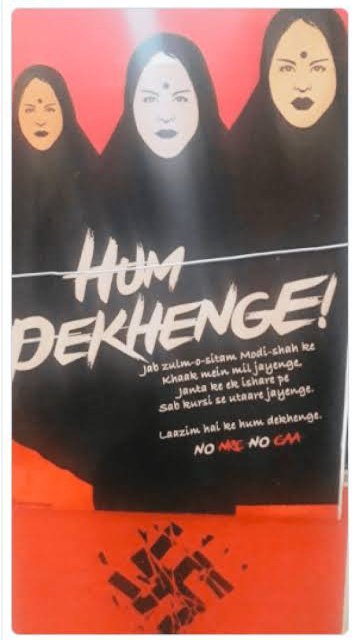 HUM
DEKHENGE!
Jab zulm-o-sitam Modi-shah ke
Khaak mein mil jayenge,
Janta ke ek ishare pe
Sab kursi se utaare jayenge.
Laazim hai ke hum dekhenge.
NO NRC NO CAA